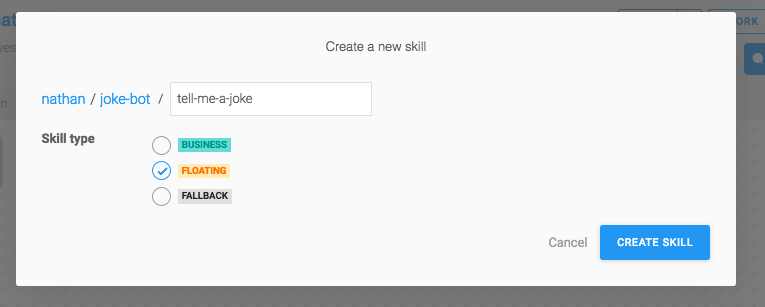 Create a new skill
nathan / joke-bot / tell-me-a-joke
Skill type
BUSINESS
FLOATING
FALLBACK
Cancel CREATE SKILL